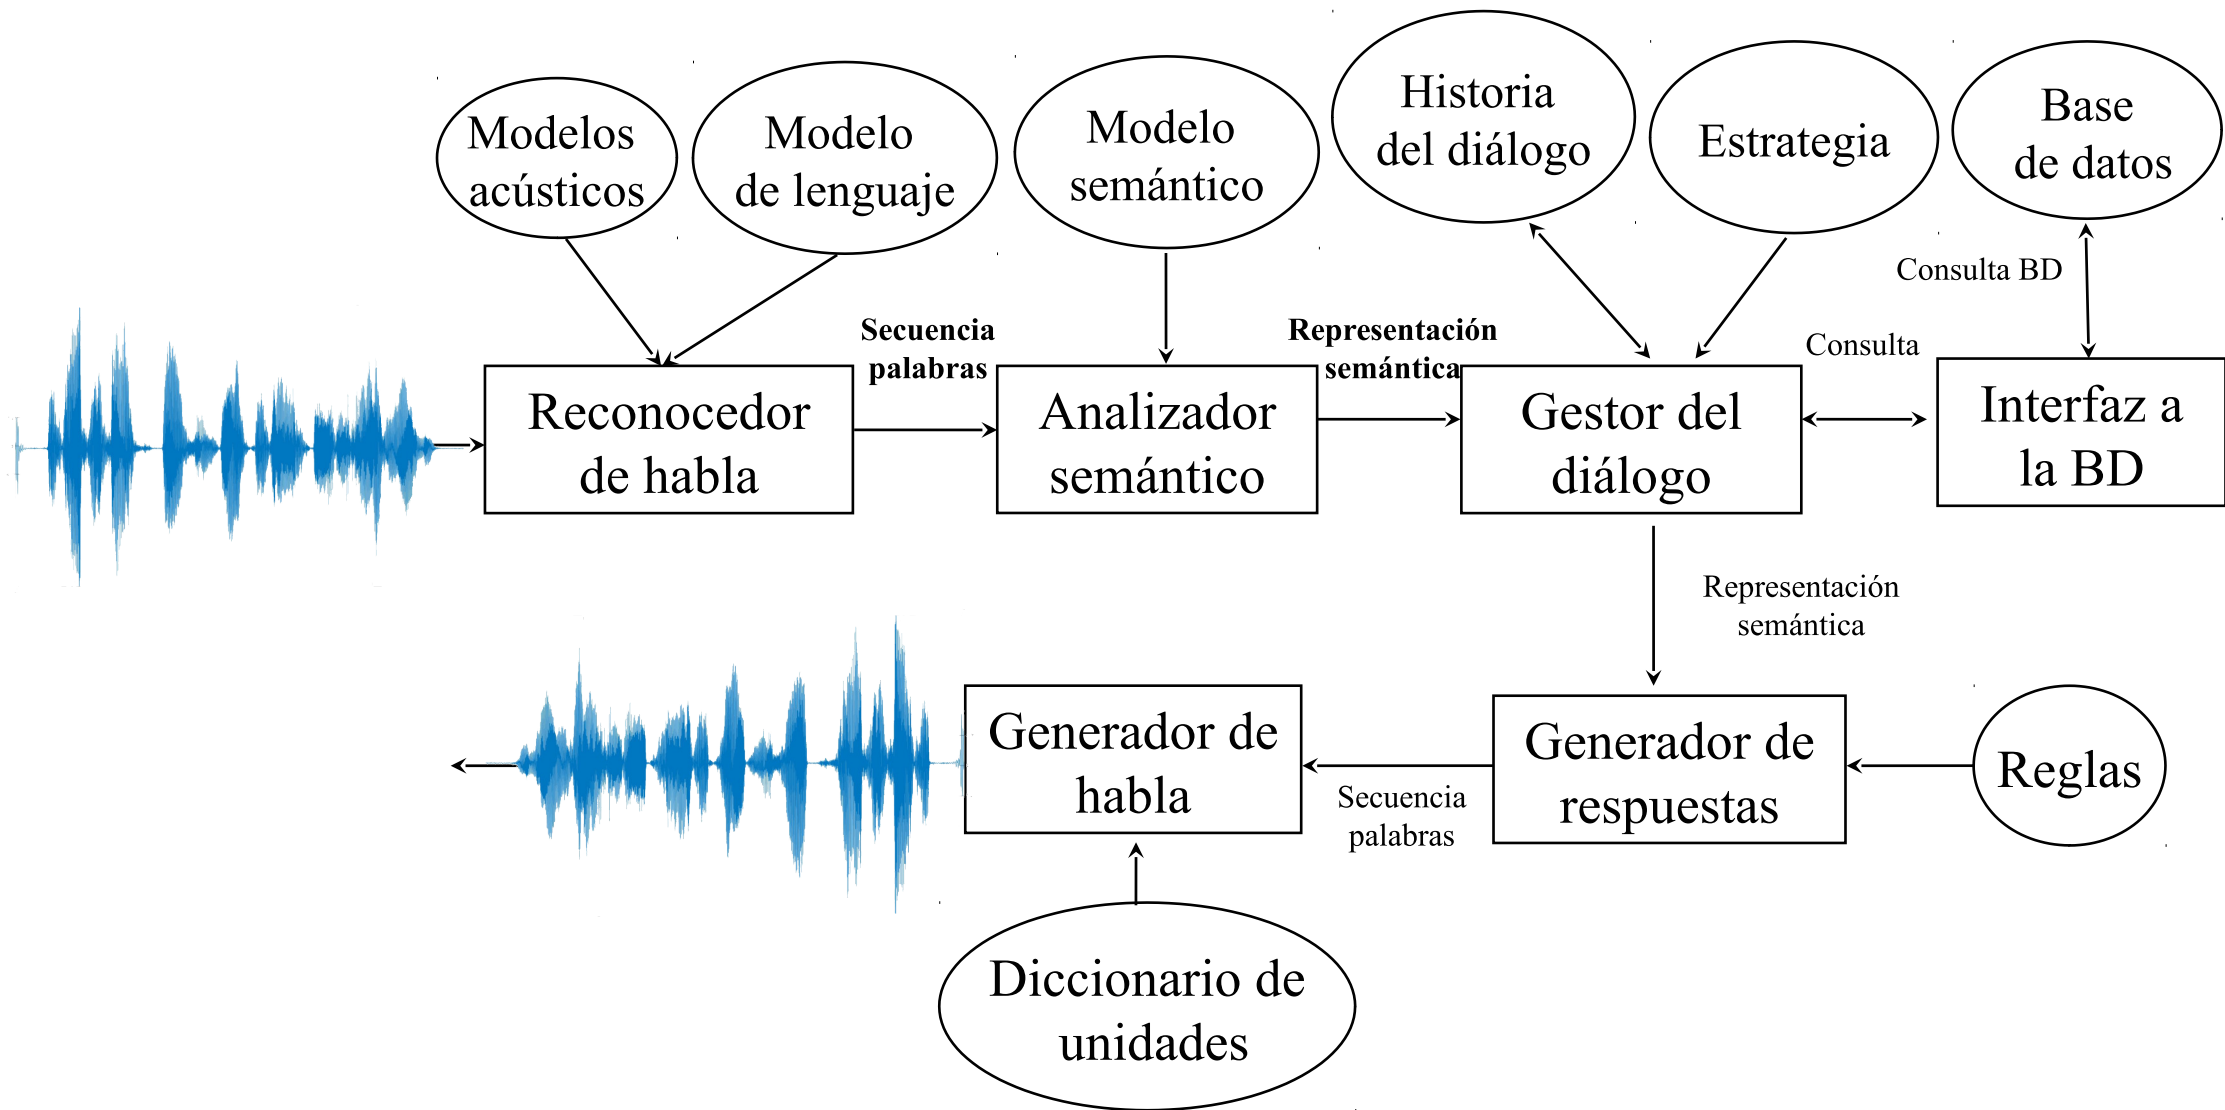 Modelos
acústicos
Modelo
de lenguaje
Modelo
semántico
Historia
del diálogo
Estrategia
Base
de datos
Consulta BD
Secuencia
palabras
Representación
semántica
Consulta
Reconocedor
de habla
Analizador
semántico
Gestor del
diálogo
Interfaz a
la BD
Representación
semántica
Generador de
habla
Secuencia
palabras
Generador de
respuestas
Reglas
Diccionario de
unidades